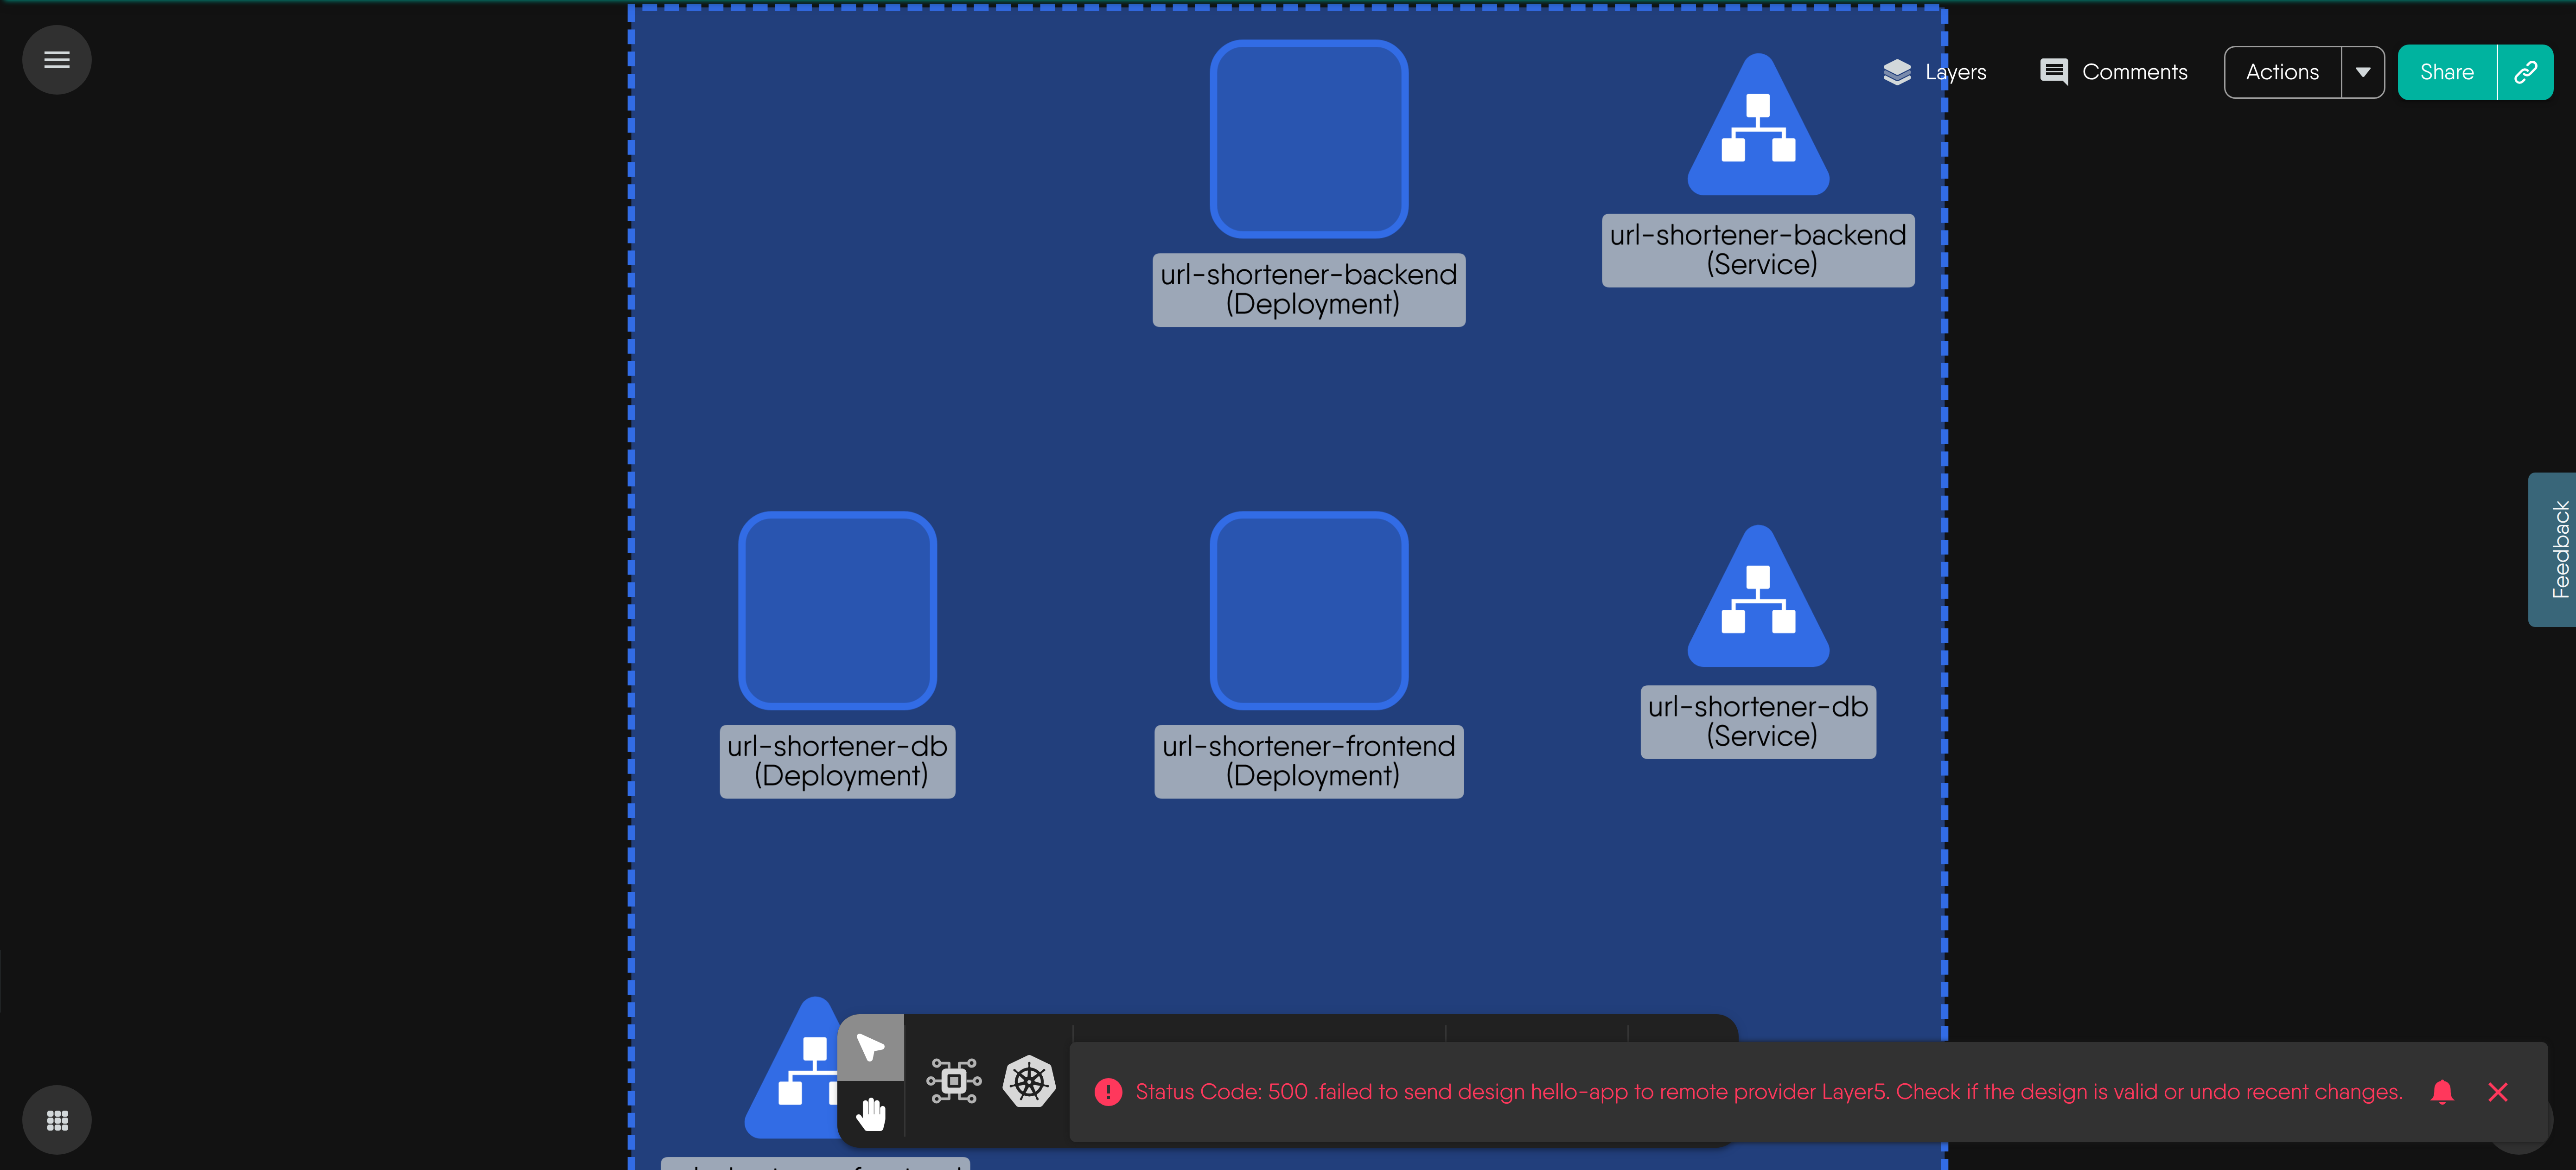 Layers
Comments
Actions
Share
url-shortener-backend
(Service)
url-shortener-backend
(Deployment)
Feedback
url-shortener-db
(Service)
url-shortener-db
(Deployment)
url-shortener-frontend
(Deployment)
Status Code: 500 .failed to send design hello-app to remote provider Layer5. Check if the design is valid or undo recent changes.